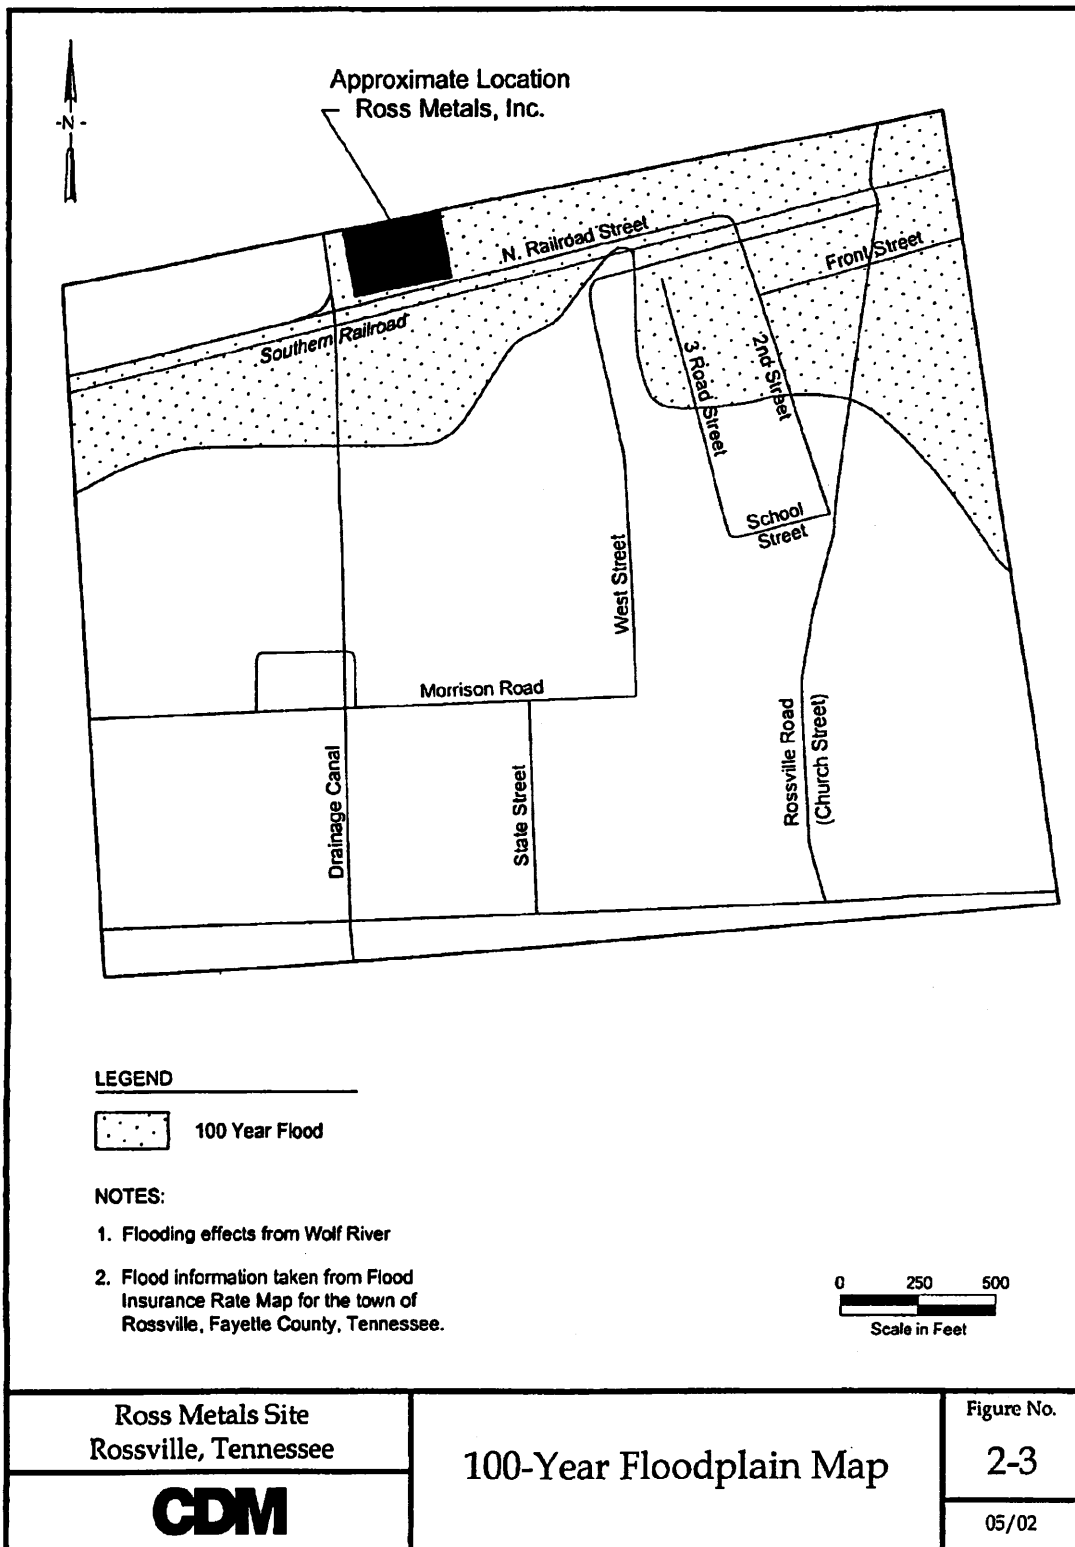 Approximate Location
Ross Metals, Inc.
-N-
N. Railroad Street
Front Street
Southern Railroad
3 Road Street
2nd Street
School
Street
West Street
Morrison Road
Rossville Road
(Church Street)
Drainage Canal
State Street
LEGEND
100 Year Flood
NOTES:
1. Flooding effects from Wolf River
2. Flood information taken from Flood
Insurance Rate Map for the town of
Rossville, Fayette County, Tennessee.
0 250 500
Scale in Feet
Ross Metals Site
Rossville, Tennessee
CDM
100-Year Floodplain Map
Figure No.
2-3
05/02